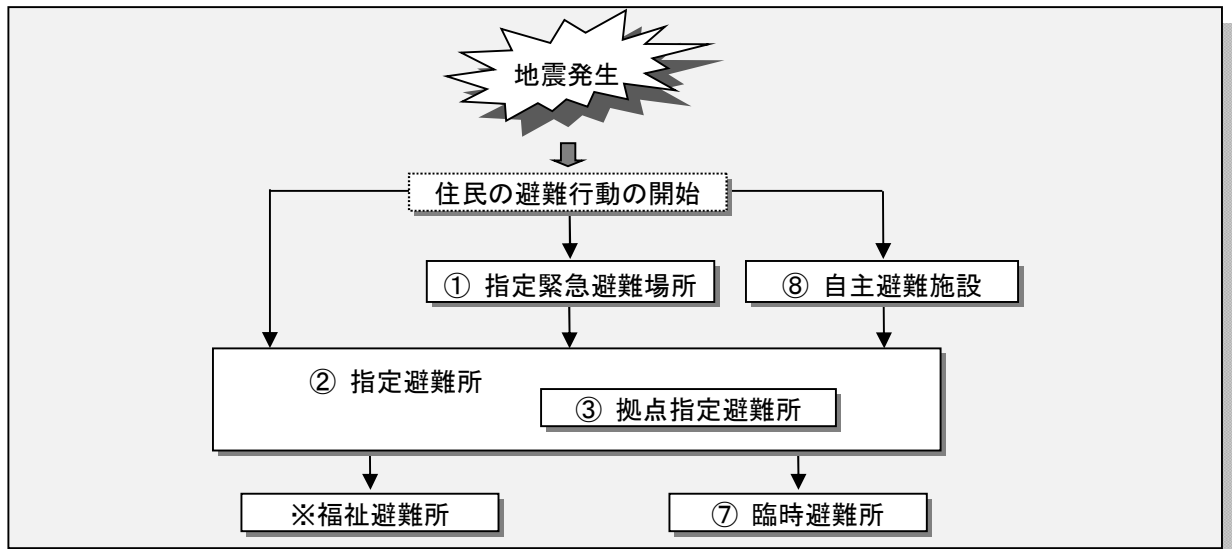 地震発生
住民の避難行動の開始
① 指定緊急避難場所
⑧ 自主避難施設
② 指定避難所
③ 拠点指定避難所
※福祉避難所
⑦ 臨時避難所